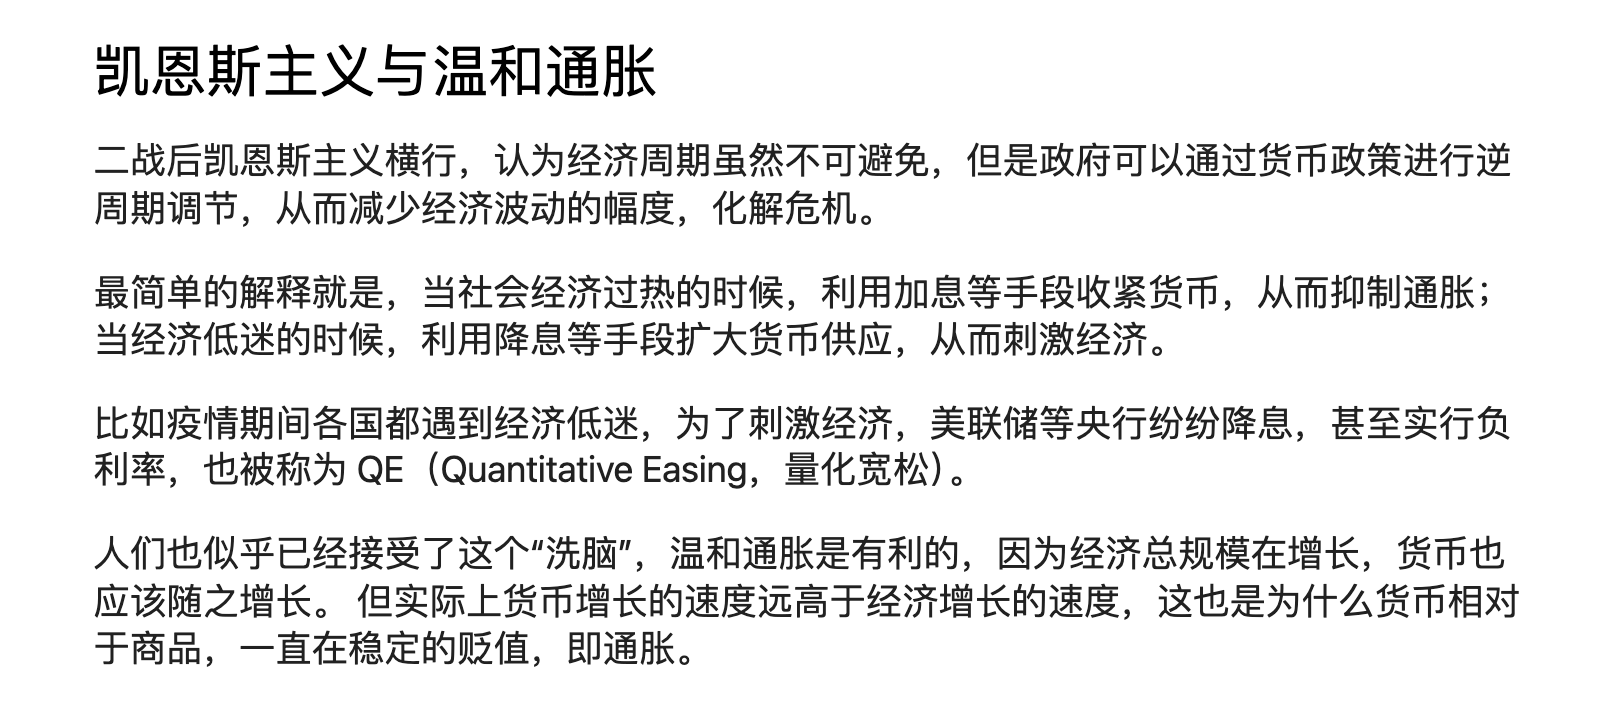 凯恩斯主义与温和通胀
二战后凯恩斯主义横行，认为经济周期虽然不可避免，但是政府可以通过货币政策进行逆
周期调节，从而减少经济波动的幅度，化解危机。
最简单的解释就是，当社会经济过热的时候，利用加息等手段收紧货币，从而抑制通胀；
当经济低迷的时候，利用降息等手段扩大货币供应，从而刺激经济。
比如疫情期间各国都遇到经济低迷，为了刺激经济，美联储等央行纷纷降息，甚至实行负
利率，也被称为 QE（Quantitative Easing，量化宽松）。
人们也似乎已经接受了这个“洗脑”，温和通胀是有利的，因为经济总规模在增长，货币也
应该随之增长。 但实际上货币增长的速度远高于经济增长的速度，这也是为什么货币相对
于商品，一直在稳定的贬值，即通胀。